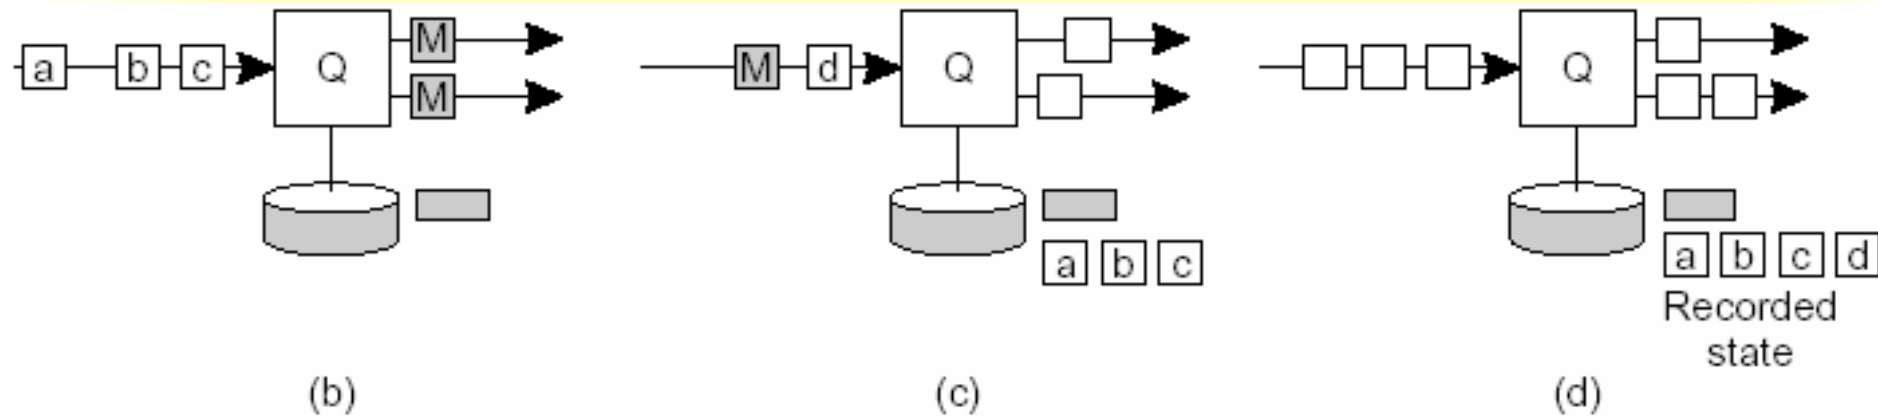 a b c Q M
M
M d Q
Q
a b c
a b c d
Recorded
state
(b) (c) (d)